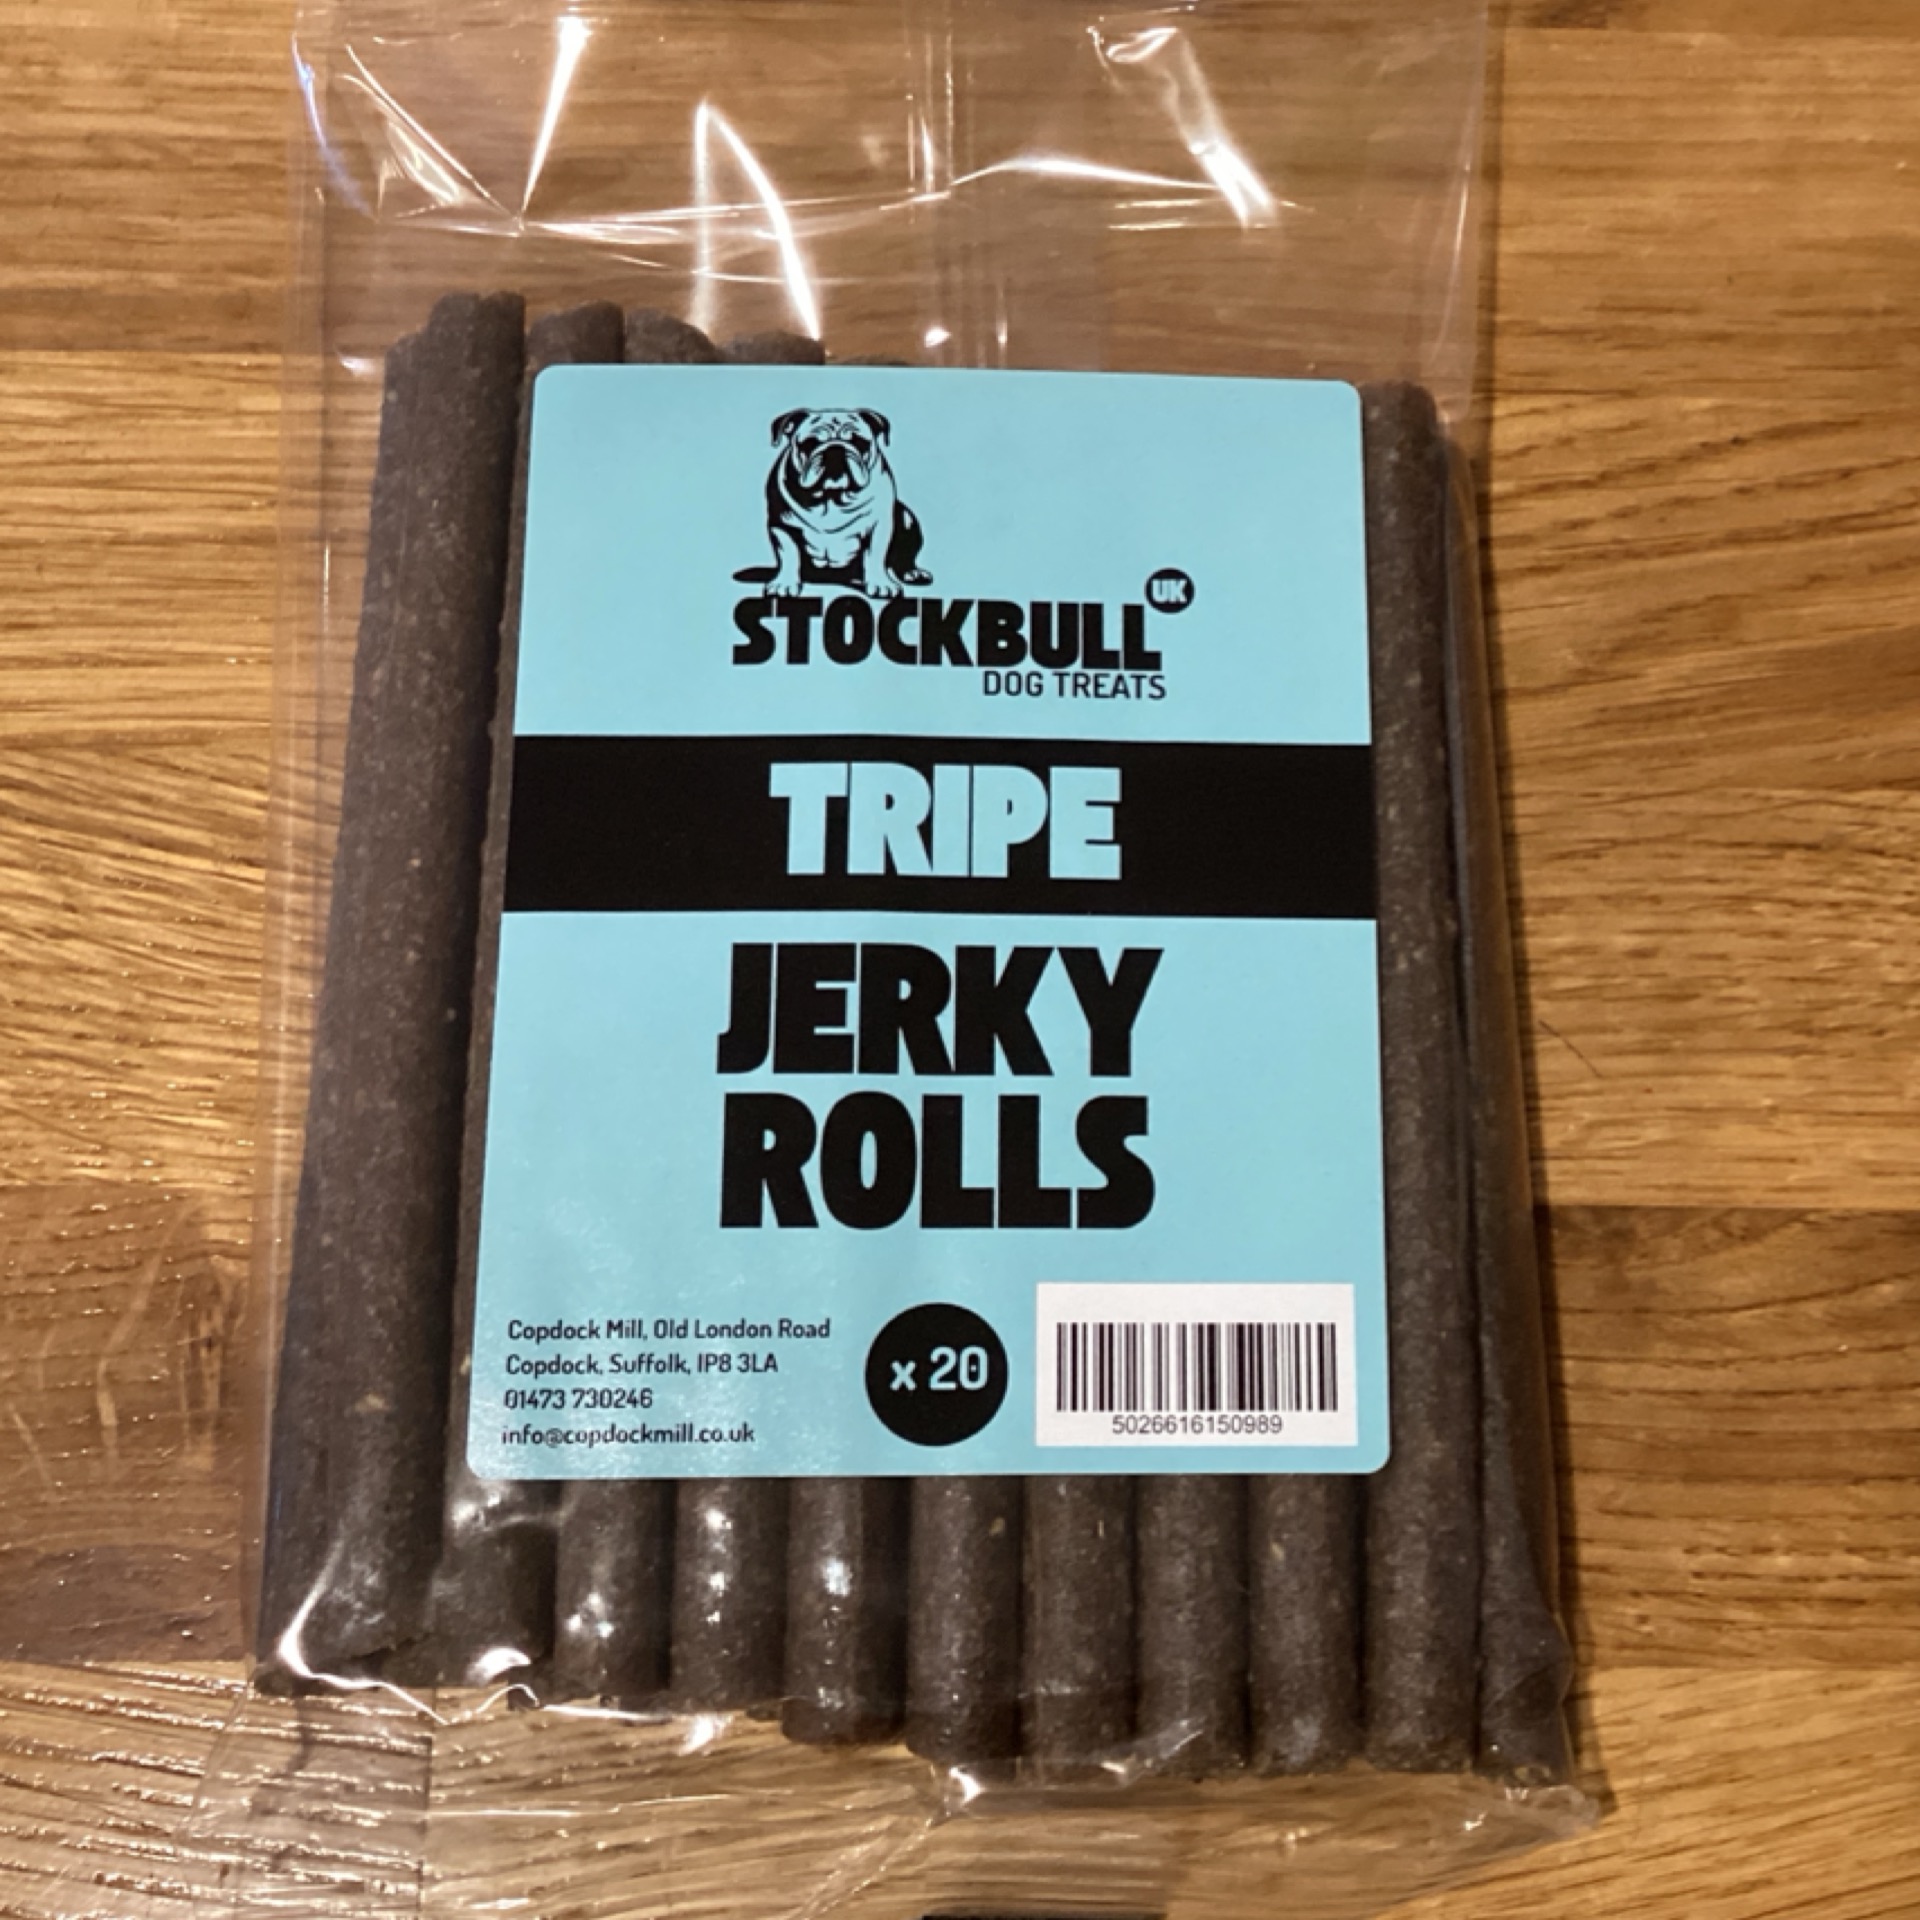 STOCKBULL UK
DOG TREATS
TRIPE
JERKY
ROLLS
Copdock Mill, Old London Road
Copdock, Suffolk, IP8 3LA
01473 730246
info@copdockmill.co.uk
x 20
5026616150989